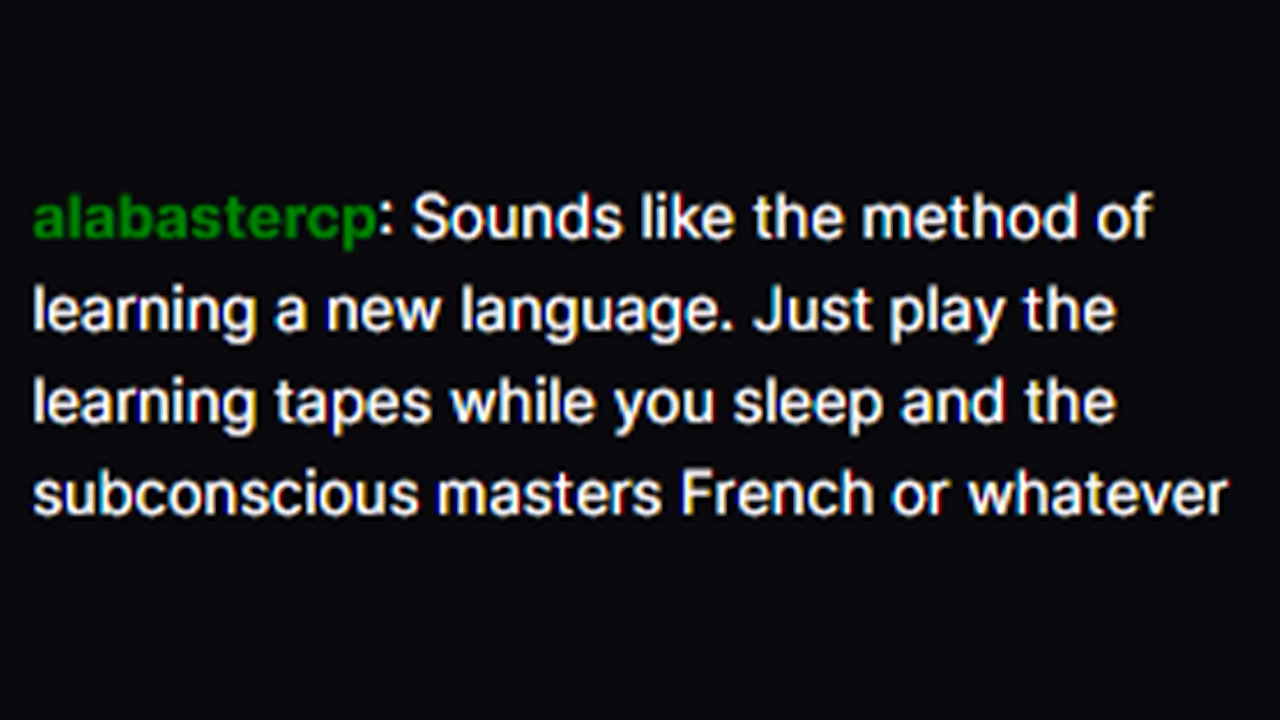 alabastercp: Sounds like the method of
learning a new language. Just play the
learning tapes while you sleep and the
subconscious masters French or whatever